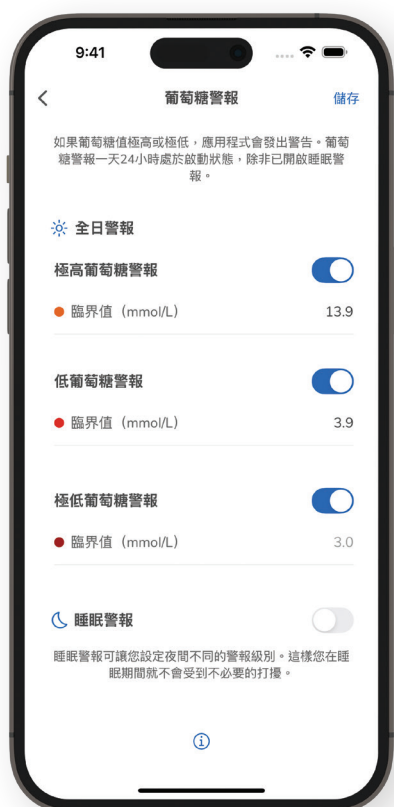 9:41
葡萄糖警報
儲存
如果葡萄糖值極高或極低，應用程式會發出警告。葡萄
糖警報一天24小時處於啟動狀態，除非已開啟睡眠警
報。
全日警報
極高葡萄糖警報
臨界值（mmol/L） 13.9
低葡萄糖警報
臨界值（mmol/L） 3.9
極低葡萄糖警報
臨界值（mmol/L） 3.0
睡眠警報
睡眠警報可讓您設定夜間不同的警報級別。這樣您在睡
眠期間就不會受到不必要的打擾。